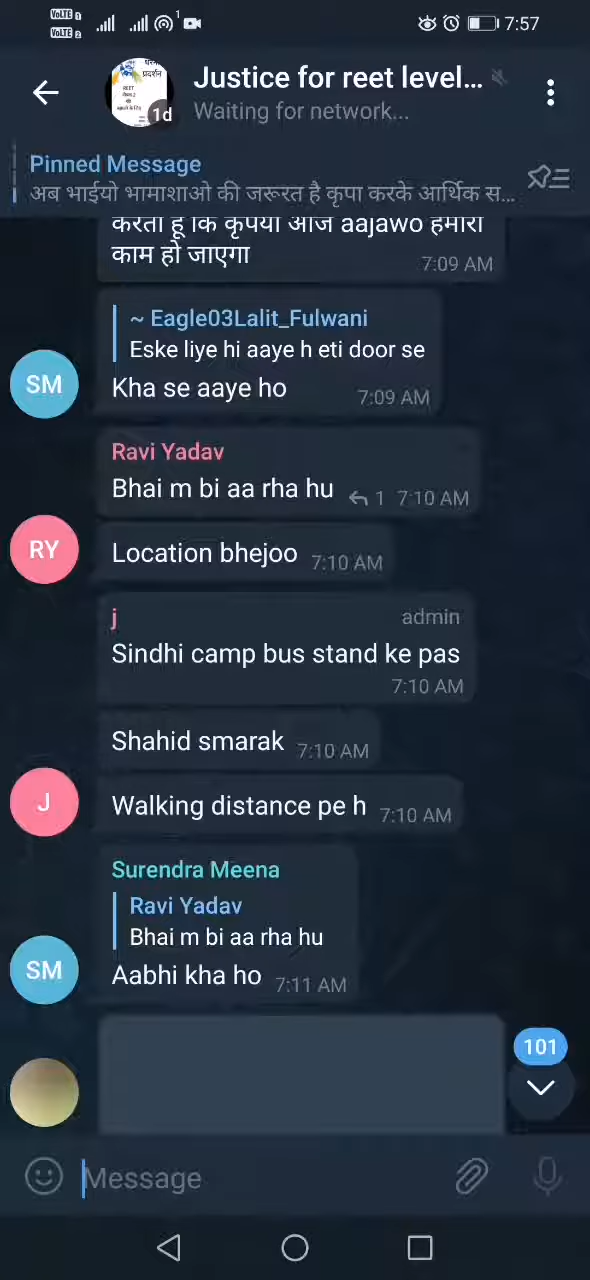 VoLTE 1
VoLTE 2
1
7:57
Justice for reet level...
1d
Waiting for network...
Pinned Message
अब भाईयो भामाशाओ की जरूरत है कृपा करके आर्थिक स...
करता हूं कि कृपया आज aajawo हमारा
काम हो जाएगा
7:09 AM
~ Eagle03Lalit_Fulwani
Eske liye hi aaye h eti door se
SM
Kha se aaye ho
7:09 AM
Ravi Yadav
Bhai m bi aa rha hu
1 7:10 AM
RY
Location bhejoo 7:10 AM
j admin
Sindhi camp bus stand ke pas
7:10 AM
Shahid smarak 7:10 AM
J
Walking distance pe h 7:10 AM
Surendra Meena
Ravi Yadav
Bhai m bi aa rha hu
SM
Aabhi kha ho 7:11 AM
101
Message